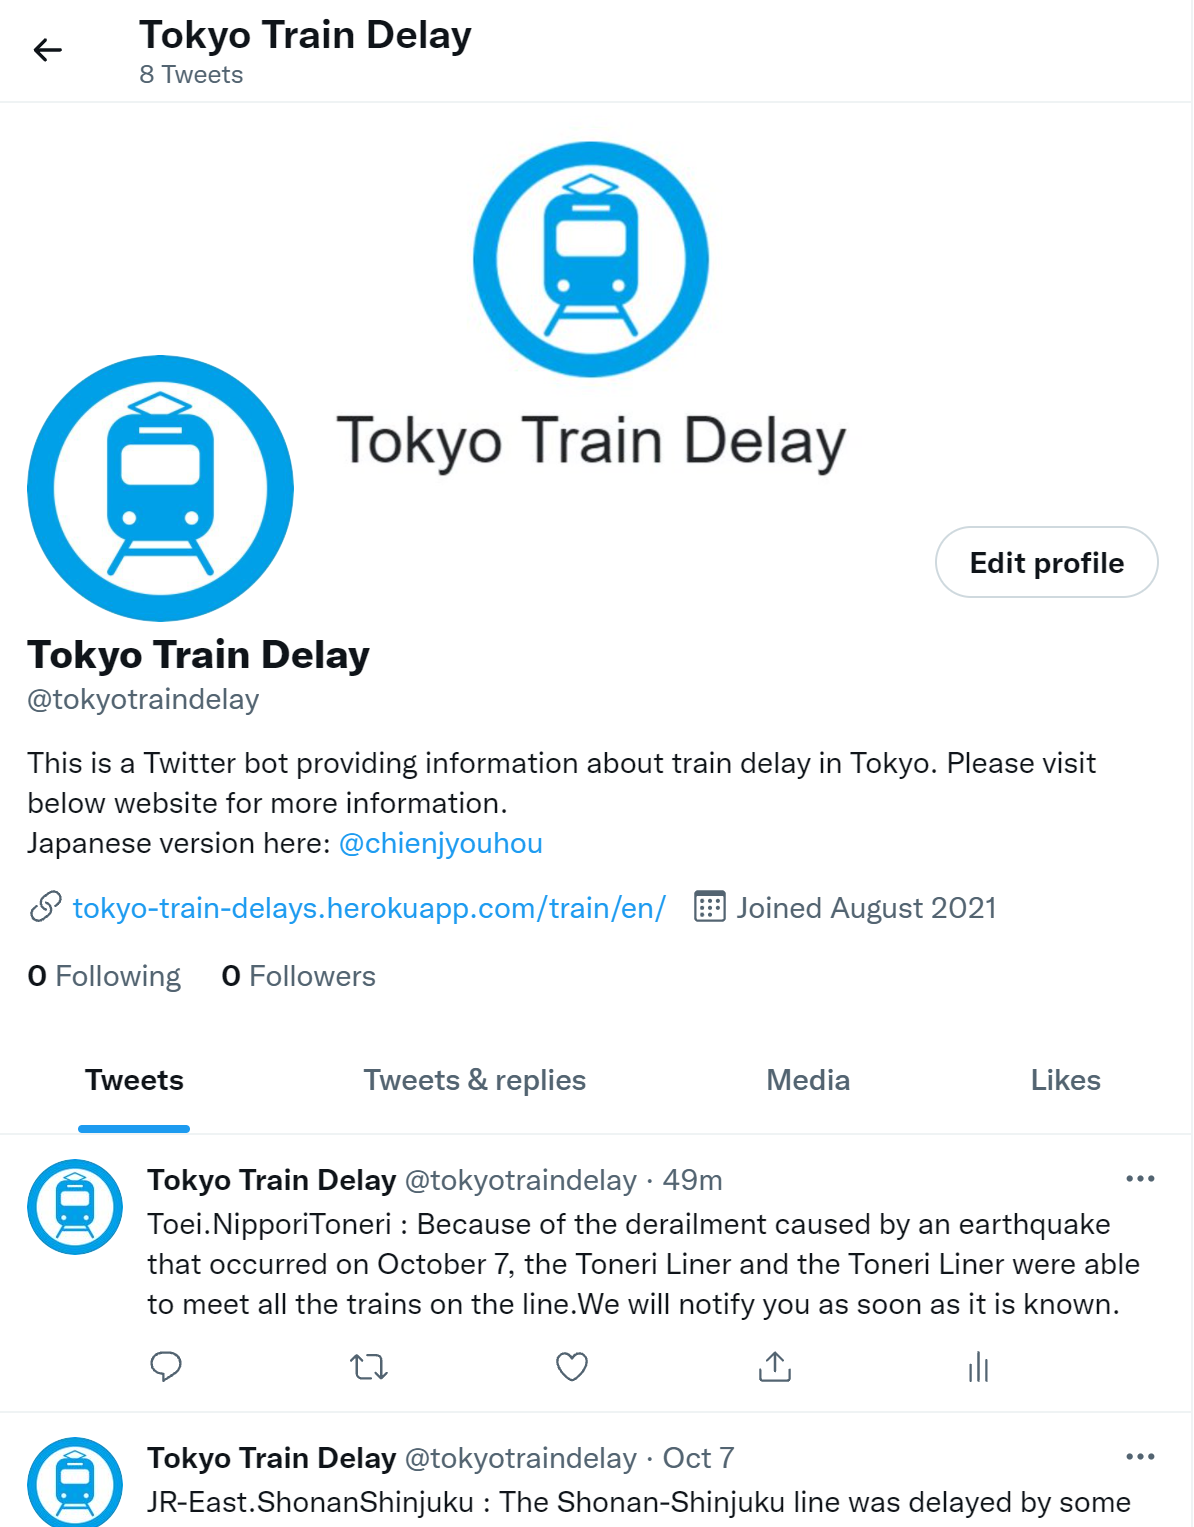 Tokyo Train Delay
8 Tweets
Tokyo Train Delay
Edit profile
Tokyo Train Delay
@tokyotraindelay
This is a Twitter bot providing information about train delay in Tokyo. Please visit
below website for more information.
Japanese version here: @chienjyouhou
tokyo-train-delays.herokuapp.com/train/en/ Joined August 2021
0 Following 0 Followers
Tweets Tweets & replies Media Likes
Tokyo Train Delay @tokyotraindelay · 49m
Toei.NipporiToneri : Because of the derailment caused by an earthquake
that occurred on October 7, the Toneri Liner and the Toneri Liner were able
to meet all the trains on the line.We will notify you as soon as it is known.
Tokyo Train Delay @tokyotraindelay · Oct 7
JR-East.ShonanShinjuku : The Shonan-Shinjuku line was delayed by some